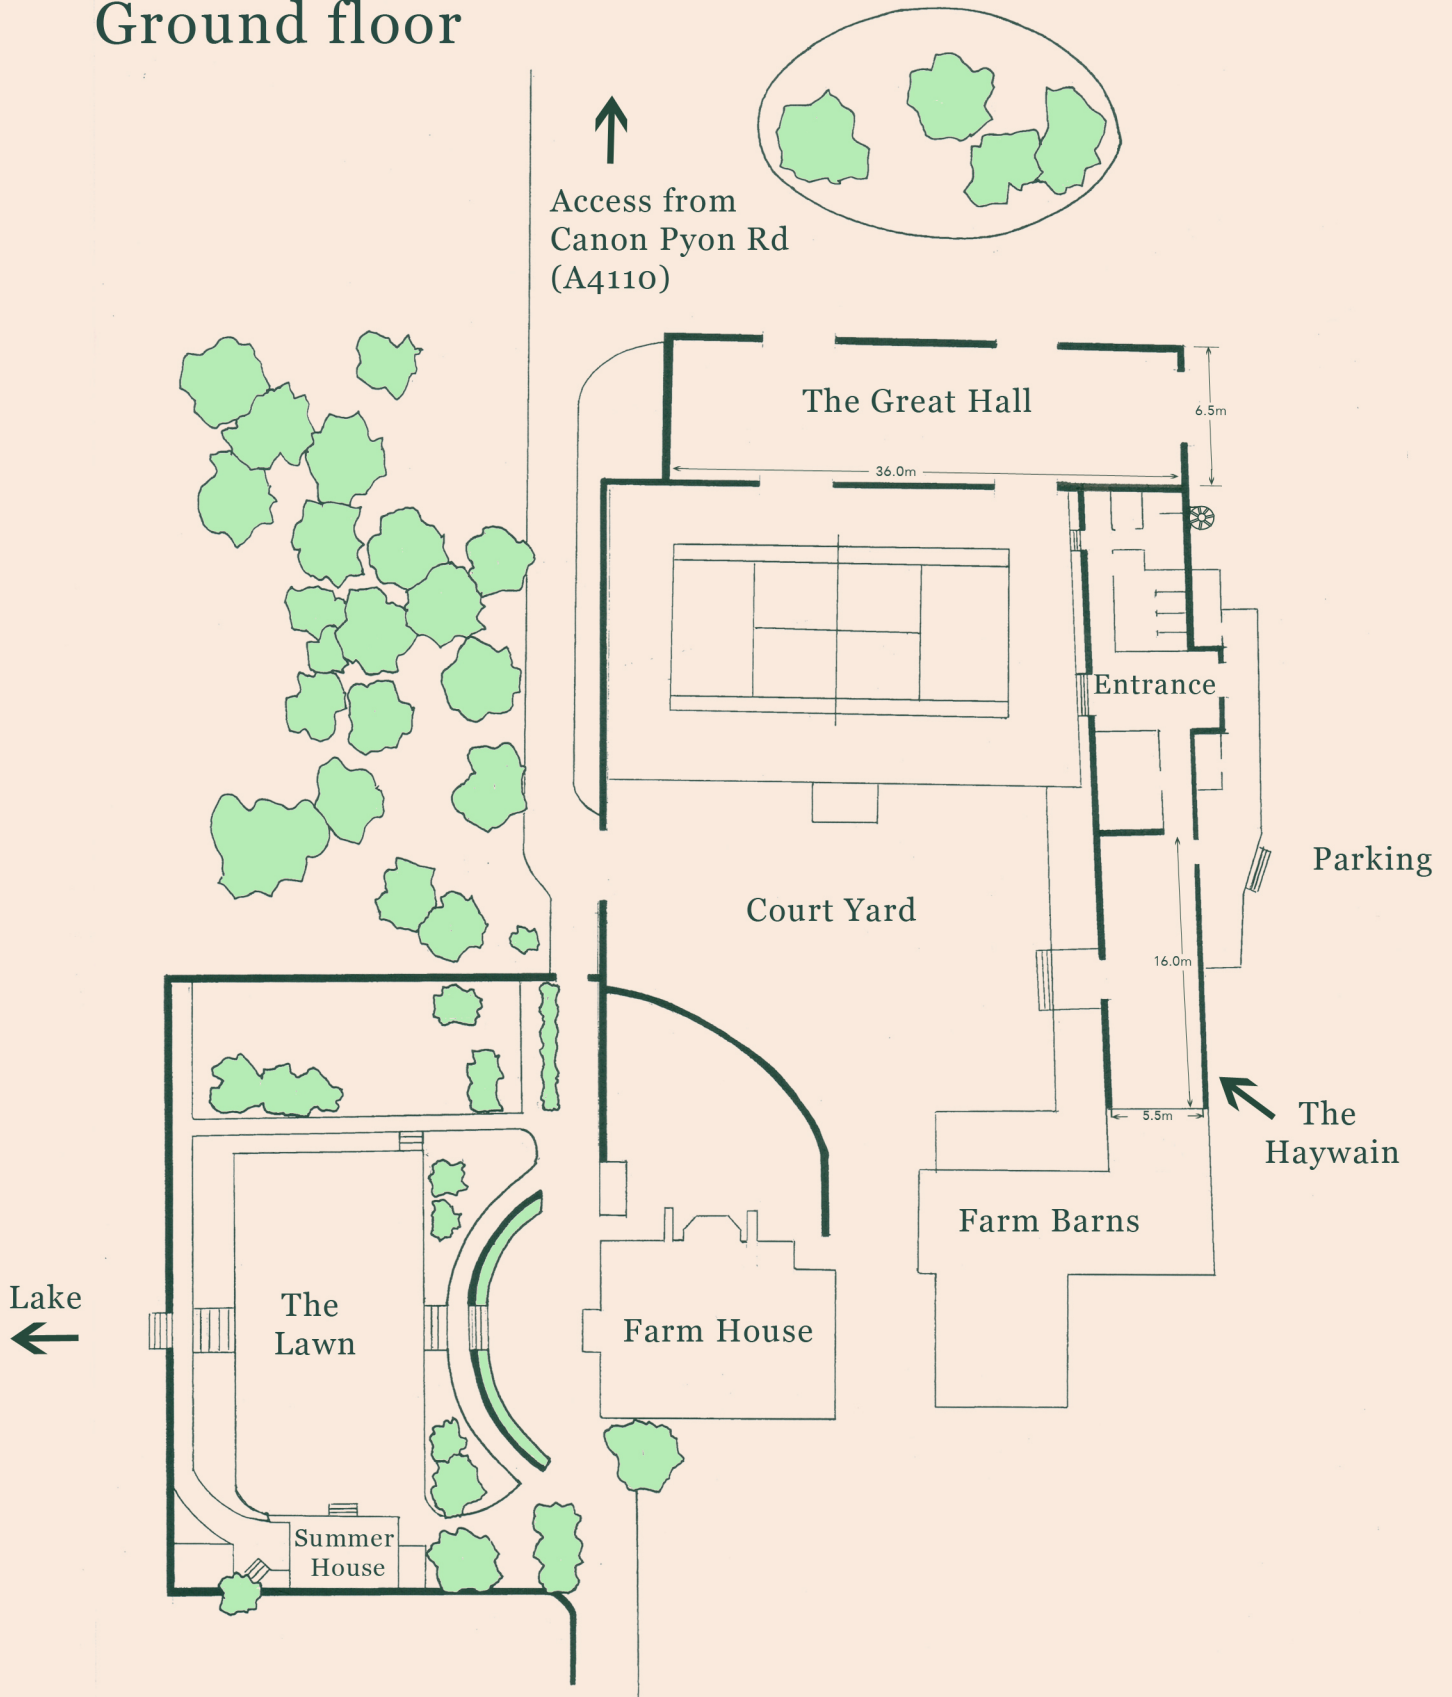 Ground floor
Access from
Canon Pyon Rd
(A4110)
The Great Hall
6.5m
36.0m
Entrance
Parking
Court Yard
16.0m
5.5m
The
Haywain
Farm Barns
Lake
The
Lawn
Farm House
Summer
House